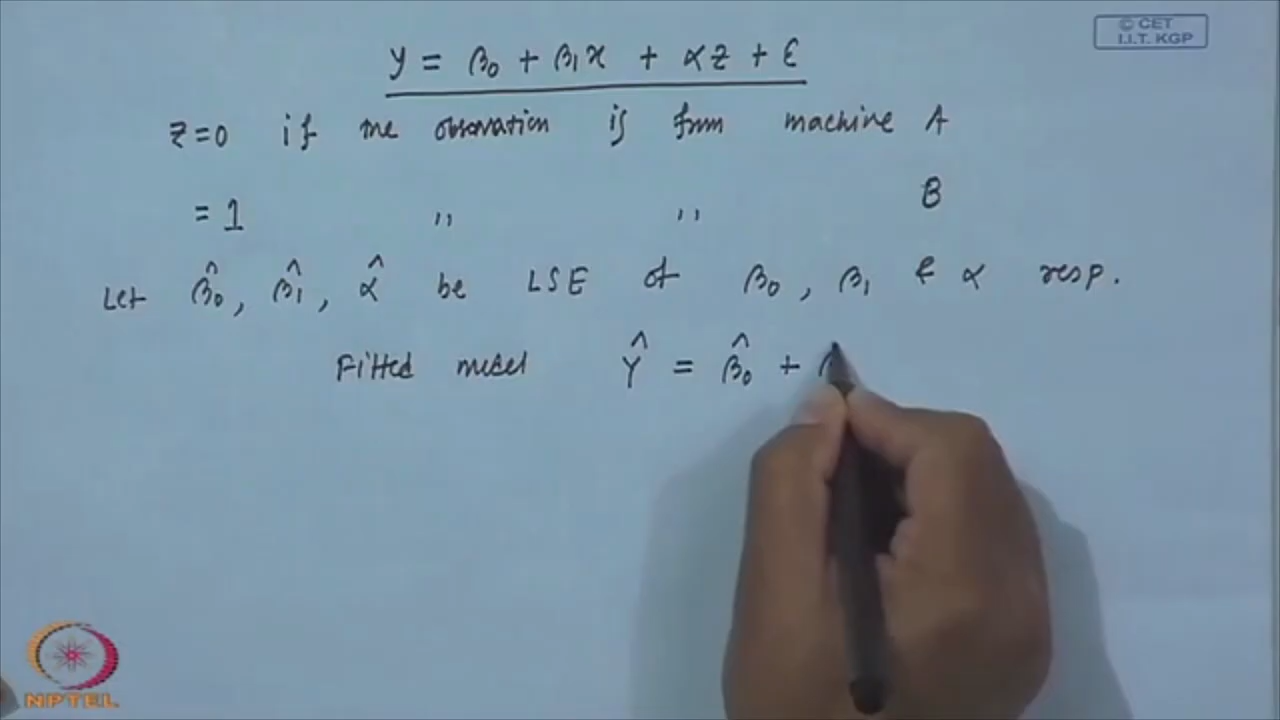 © CET
I.I.T. KGP
Y = β₀ + β₁x + αz + ε
z = 0 if the observation is from machine A
= 1 " " B
Let β̂₀, β̂₁, α̂ be LSE of β₀, β₁ & α resp.
Fitted model Ŷ = β̂₀ + β
NPTEL